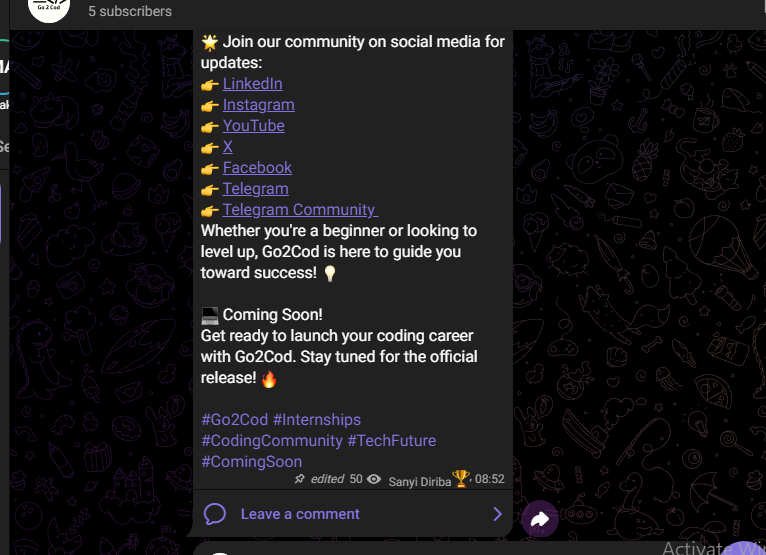 Go 2 Cod
5 subscribers
🌟 Join our community on social media for
updates:
👉 LinkedIn
👉 Instagram
👉 YouTube
👉 X
👉 Facebook
👉 Telegram
👉 Telegram Community
Whether you're a beginner or looking to
level up, Go2Cod is here to guide you
toward success! 💡
💻 Coming Soon!
Get ready to launch your coding career
with Go2Cod. Stay tuned for the official
release! 🔥
#Go2Cod #Internships
#CodingCommunity #TechFuture
#ComingSoon
edited 50 Sanyi Diriba🏆, 08:52
Leave a comment
Activate Wi